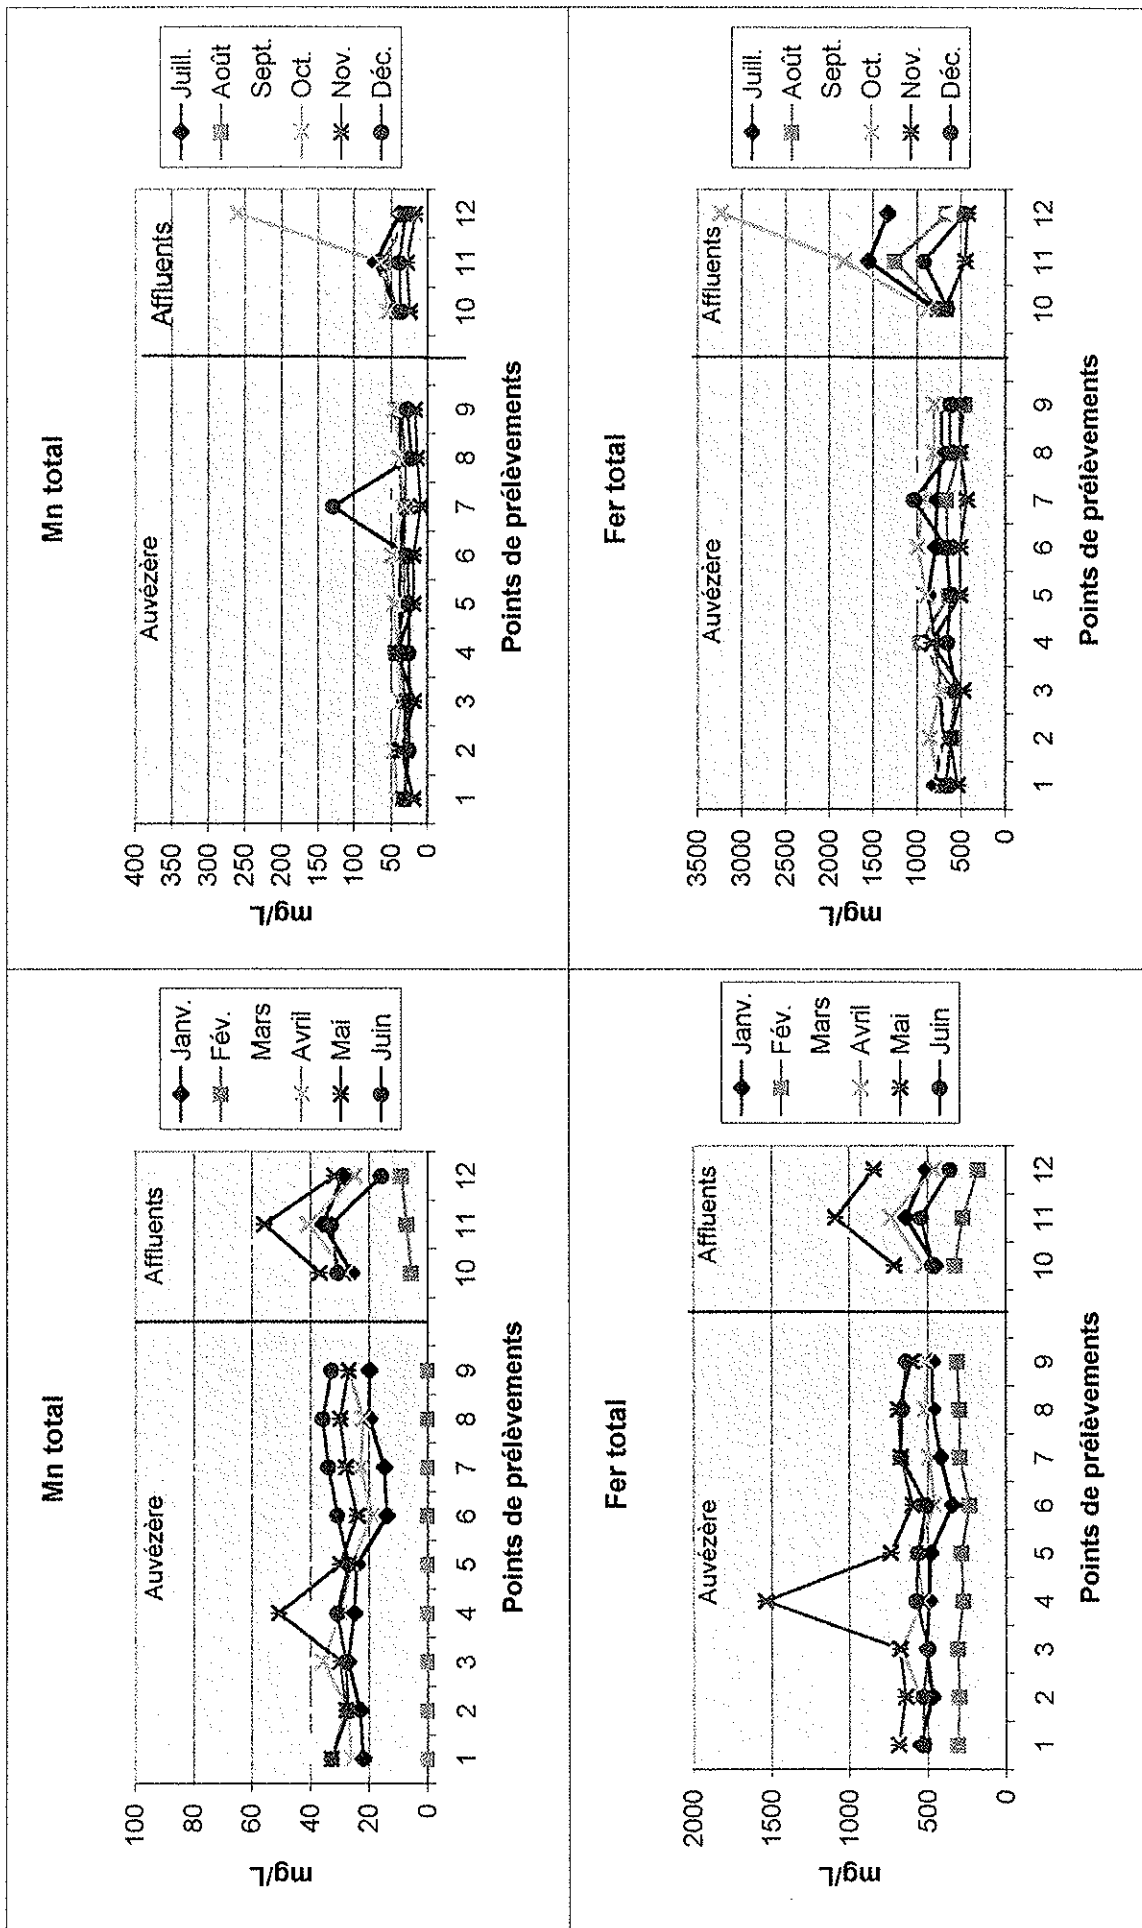 Mn total
100
80
60
40
20
0
mg/L
Auvézère
Affluents
1 2 3 4 5 6 7 8 9 10 11 12
Points de prélèvements
Janv.
Fév.
Mars
Avril
Mai
Juin
Mn total
400
350
300
250
200
150
100
50
0
mg/L
Auvézère
Affluents
1 2 3 4 5 6 7 8 9 10 11 12
Points de prélèvements
Juill.
Août
Sept.
Oct.
Nov.
Déc.
Fer total
2000
1500
1000
500
0
mg/L
Auvézère
Affluents
1 2 3 4 5 6 7 8 9 10 11 12
Points de prélèvements
Janv.
Fév.
Mars
Avril
Mai
Juin
Fer total
3500
3000
2500
2000
1500
1000
500
0
mg/L
Auvézère
Affluents
1 2 3 4 5 6 7 8 9 10 11 12
Points de prélèvements
Juill.
Août
Sept.
Oct.
Nov.
Déc.